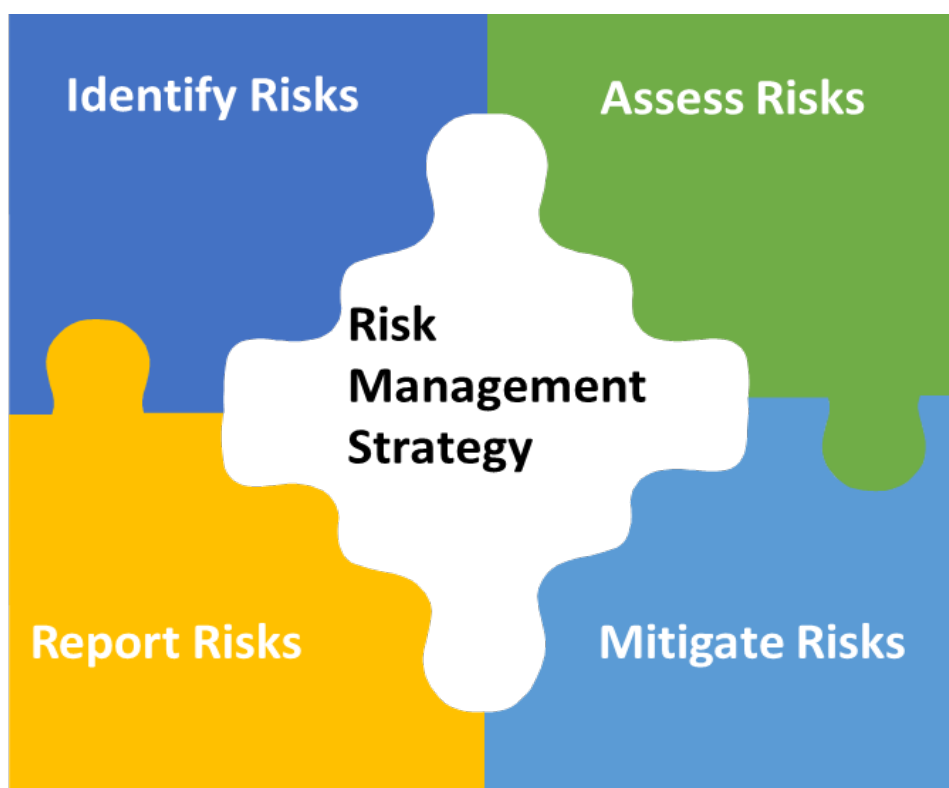 Identify Risks
Assess Risks
Risk
Management
Strategy
Report Risks
Mitigate Risks